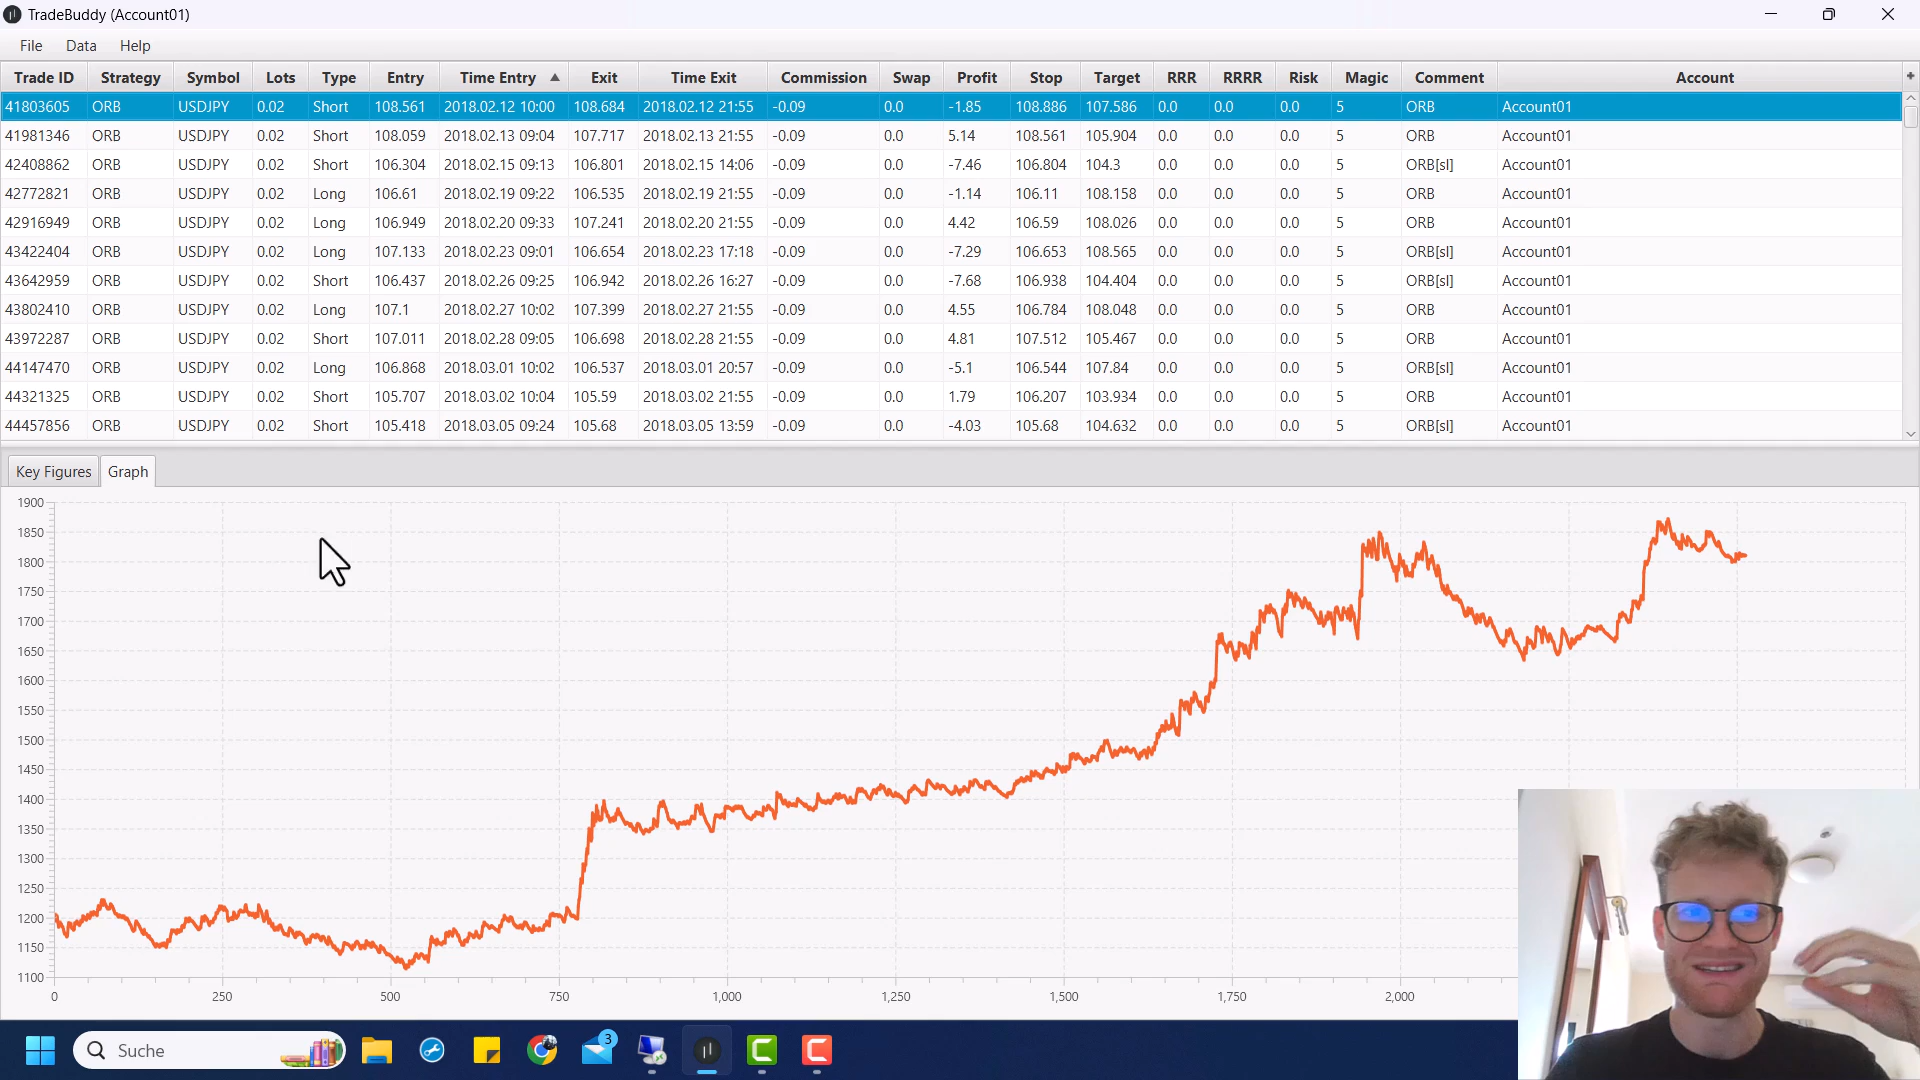 TradeBuddy (Account01)
File Data Help
Trade ID Strategy Symbol Lots Type Entry Time Entry Exit Time Exit Commission Swap Profit Stop Target RRR RRRR Risk Magic Comment Account +
41803605 ORB USDJPY 0.02 Short 108.561 2018.02.12 10:00 108.684 2018.02.12 21:55 -0.09 0.0 -1.85 108.886 107.586 0.0 0.0 0.0 5 ORB Account01
41981346 ORB USDJPY 0.02 Short 108.059 2018.02.13 09:04 107.717 2018.02.13 21:55 -0.09 0.0 5.14 108.561 105.904 0.0 0.0 0.0 5 ORB Account01
42408862 ORB USDJPY 0.02 Short 106.304 2018.02.15 09:13 106.801 2018.02.15 14:06 -0.09 0.0 -7.46 106.804 104.3 0.0 0.0 0.0 5 ORB[sl] Account01
42772821 ORB USDJPY 0.02 Long 106.61 2018.02.19 09:22 106.535 2018.02.19 21:55 -0.09 0.0 -1.14 106.11 108.158 0.0 0.0 0.0 5 ORB Account01
42916949 ORB USDJPY 0.02 Long 106.949 2018.02.20 09:33 107.241 2018.02.20 21:55 -0.09 0.0 4.42 106.59 108.026 0.0 0.0 0.0 5 ORB Account01
43422404 ORB USDJPY 0.02 Long 107.133 2018.02.23 09:01 106.654 2018.02.23 17:18 -0.09 0.0 -7.29 106.653 108.565 0.0 0.0 0.0 5 ORB[sl] Account01
43642959 ORB USDJPY 0.02 Short 106.437 2018.02.26 09:25 106.942 2018.02.26 16:27 -0.09 0.0 -7.68 106.938 104.404 0.0 0.0 0.0 5 ORB[sl] Account01
43802410 ORB USDJPY 0.02 Long 107.1 2018.02.27 10:02 107.399 2018.02.27 21:55 -0.09 0.0 4.55 106.784 108.048 0.0 0.0 0.0 5 ORB Account01
43972287 ORB USDJPY 0.02 Short 107.011 2018.02.28 09:05 106.698 2018.02.28 21:55 -0.09 0.0 4.81 107.512 105.467 0.0 0.0 0.0 5 ORB Account01
44147470 ORB USDJPY 0.02 Long 106.868 2018.03.01 10:02 106.537 2018.03.01 20:57 -0.09 0.0 -5.1 106.544 107.84 0.0 0.0 0.0 5 ORB[sl] Account01
44321325 ORB USDJPY 0.02 Short 105.707 2018.03.02 10:04 105.59 2018.03.02 21:55 -0.09 0.0 1.79 106.207 103.934 0.0 0.0 0.0 5 ORB Account01
44457856 ORB USDJPY 0.02 Short 105.418 2018.03.05 09:24 105.68 2018.03.05 13:59 -0.09 0.0 -4.03 105.68 104.632 0.0 0.0 0.0 5 ORB[sl] Account01
Key Figures Graph
1900
1850
1800
1750
1700
1650
1600
1550
1500
1450
1400
1350
1300
1250
1200
1150
1100
0 250 500 750 1,000 1,250 1,500 1,750 2,000
Suche 3